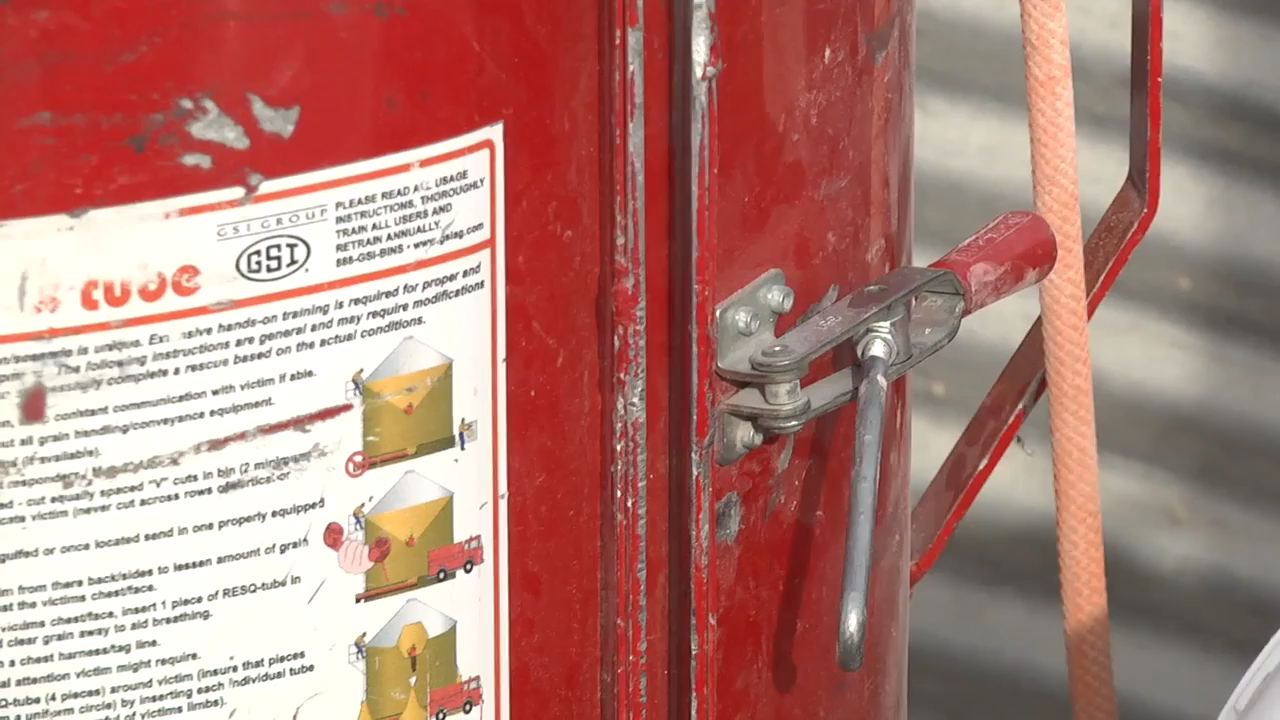 GSI GROUP
GSI
PLEASE READ ALL USAGE
INSTRUCTIONS, THOROUGHLY
TRAIN ALL USERS AND
RETRAIN ANNUALLY.
888-GSI-BINS • www.gsiag.com
tube
is unique. hands-on training is required for proper and
The following instructions are general and may require modifications
complete a rescue based on the actual conditions.
constant communication with victim if able.
out all grain handling/conveyance equipment.
(if available).
- cut equally spaced "V" cuts in bin (2 minimum
victim (never cut across rows of vertical or
or once located send in one properly equipped
from there back/sides to lessen amount of grain
the victims chest/face.
victims chest/face, insert 1 piece of RESQ-tube in
clear grain away to aid breathing.
a chest harness/tag line.
attention victim might require.
-tube (4 pieces) around victim (insure that pieces
a uniform circle) by inserting each individual tube
of victims limbs).